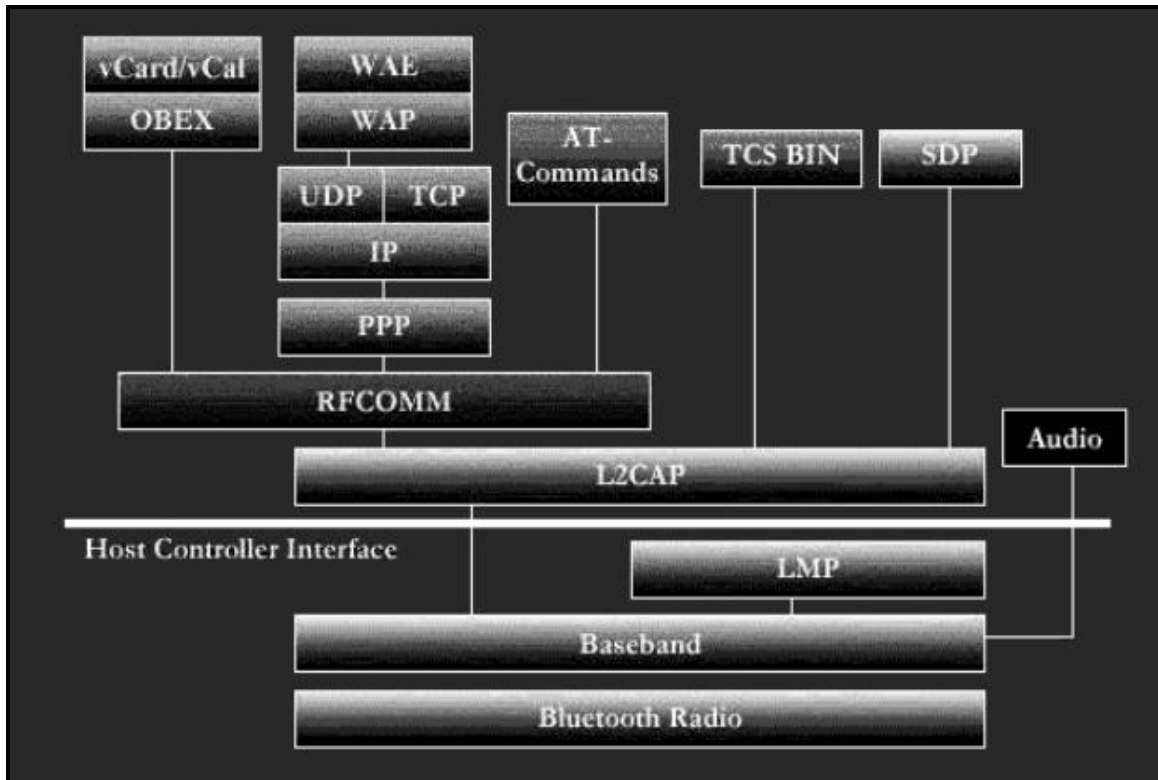 vCard/vCal
OBEX
WAE
WAP
UDP
TCP
IP
PPP
AT-
Commands
TCS BIN
SDP
RFCOMM
Audio
L2CAP
Host Controller Interface
LMP
Baseband
Bluetooth Radio